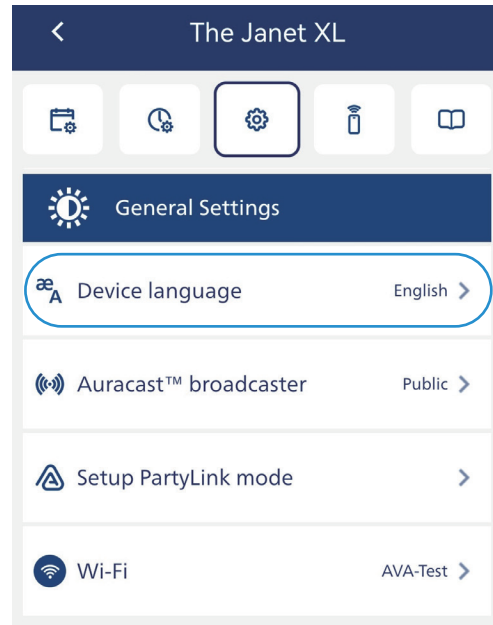 The Janet XL
General Settings
Device language English
Auracast™ broadcaster Public
Setup PartyLink mode
Wi-Fi AVA-Test